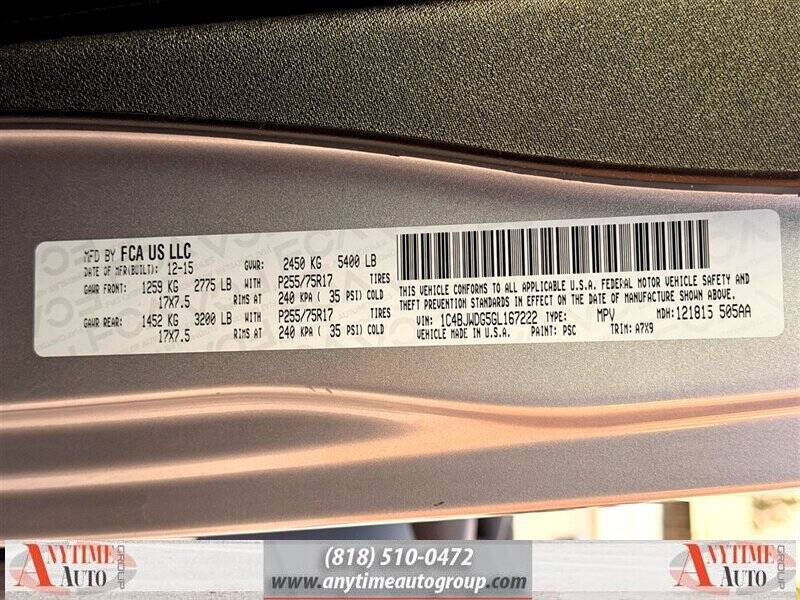 MFD BY FCA US LLC
DATE OF MFR(BUILT): 12-15
GVWR: 2450 KG 5400 LB
GAWR FRONT: 1259 KG 2775 LB P255/75R17 TIRES
17X7.5 RIMS AT 240 KPA ( 35 PSI) COLD
GAWR REAR: 1452 KG 3200 LB P255/75R17 TIRES
17X7.5 RIMS AT 240 KPA ( 35 PSI) COLD
THIS VEHICLE CONFORMS TO ALL APPLICABLE U.S.A. FEDERAL MOTOR VEHICLE SAFETY AND
THEFT PREVENTION STANDARDS IN EFFECT ON THE DATE OF MANUFACTURE SHOWN ABOVE.
VIN: 1C4BJWDG5GL167222 TYPE: MPV MDH: 121815 505AA
VEHICLE MADE IN U.S.A. PAINT: PSC TRIM: A7X9
ANYTIME AUTO GROUP
(818) 510-0472
www.anytimeautogroup.com
ANYTIME AUTO GROUP